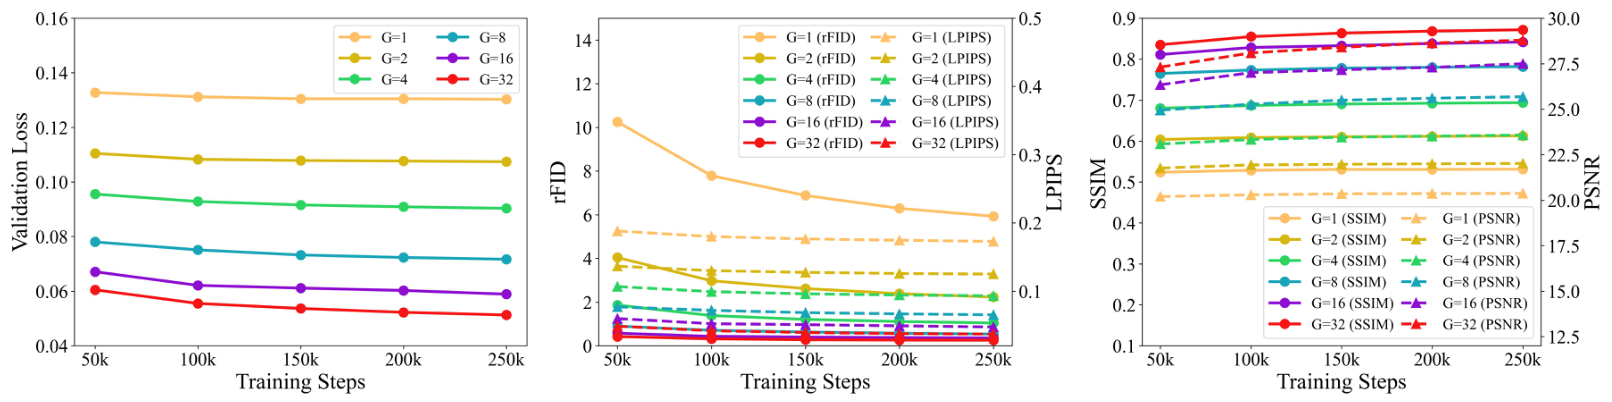 0.16
0.14
0.12
0.10
0.08
0.06
0.04
Validation Loss
G=1 G=8
G=2 G=16
G=4 G=32
50k 100k 150k 200k 250k
Training Steps
14
12
10
8
6
4
2
0
rFID
G=1 (rFID) G=1 (LPIPS)
G=2 (rFID) G=2 (LPIPS)
G=4 (rFID) G=4 (LPIPS)
G=8 (rFID) G=8 (LPIPS)
G=16 (rFID) G=16 (LPIPS)
G=32 (rFID) G=32 (LPIPS)
0.5
0.4
0.3
0.2
0.1
LPIPS
50k 100k 150k 200k 250k
Training Steps
0.9
0.8
0.7
0.6
0.5
0.4
0.3
0.2
0.1
SSIM
G=1 (SSIM) G=1 (PSNR)
G=2 (SSIM) G=2 (PSNR)
G=4 (SSIM) G=4 (PSNR)
G=8 (SSIM) G=8 (PSNR)
G=16 (SSIM) G=16 (PSNR)
G=32 (SSIM) G=32 (PSNR)
30.0
27.5
25.0
22.5
20.0
17.5
15.0
12.5
PSNR
50k 100k 150k 200k 250k
Training Steps